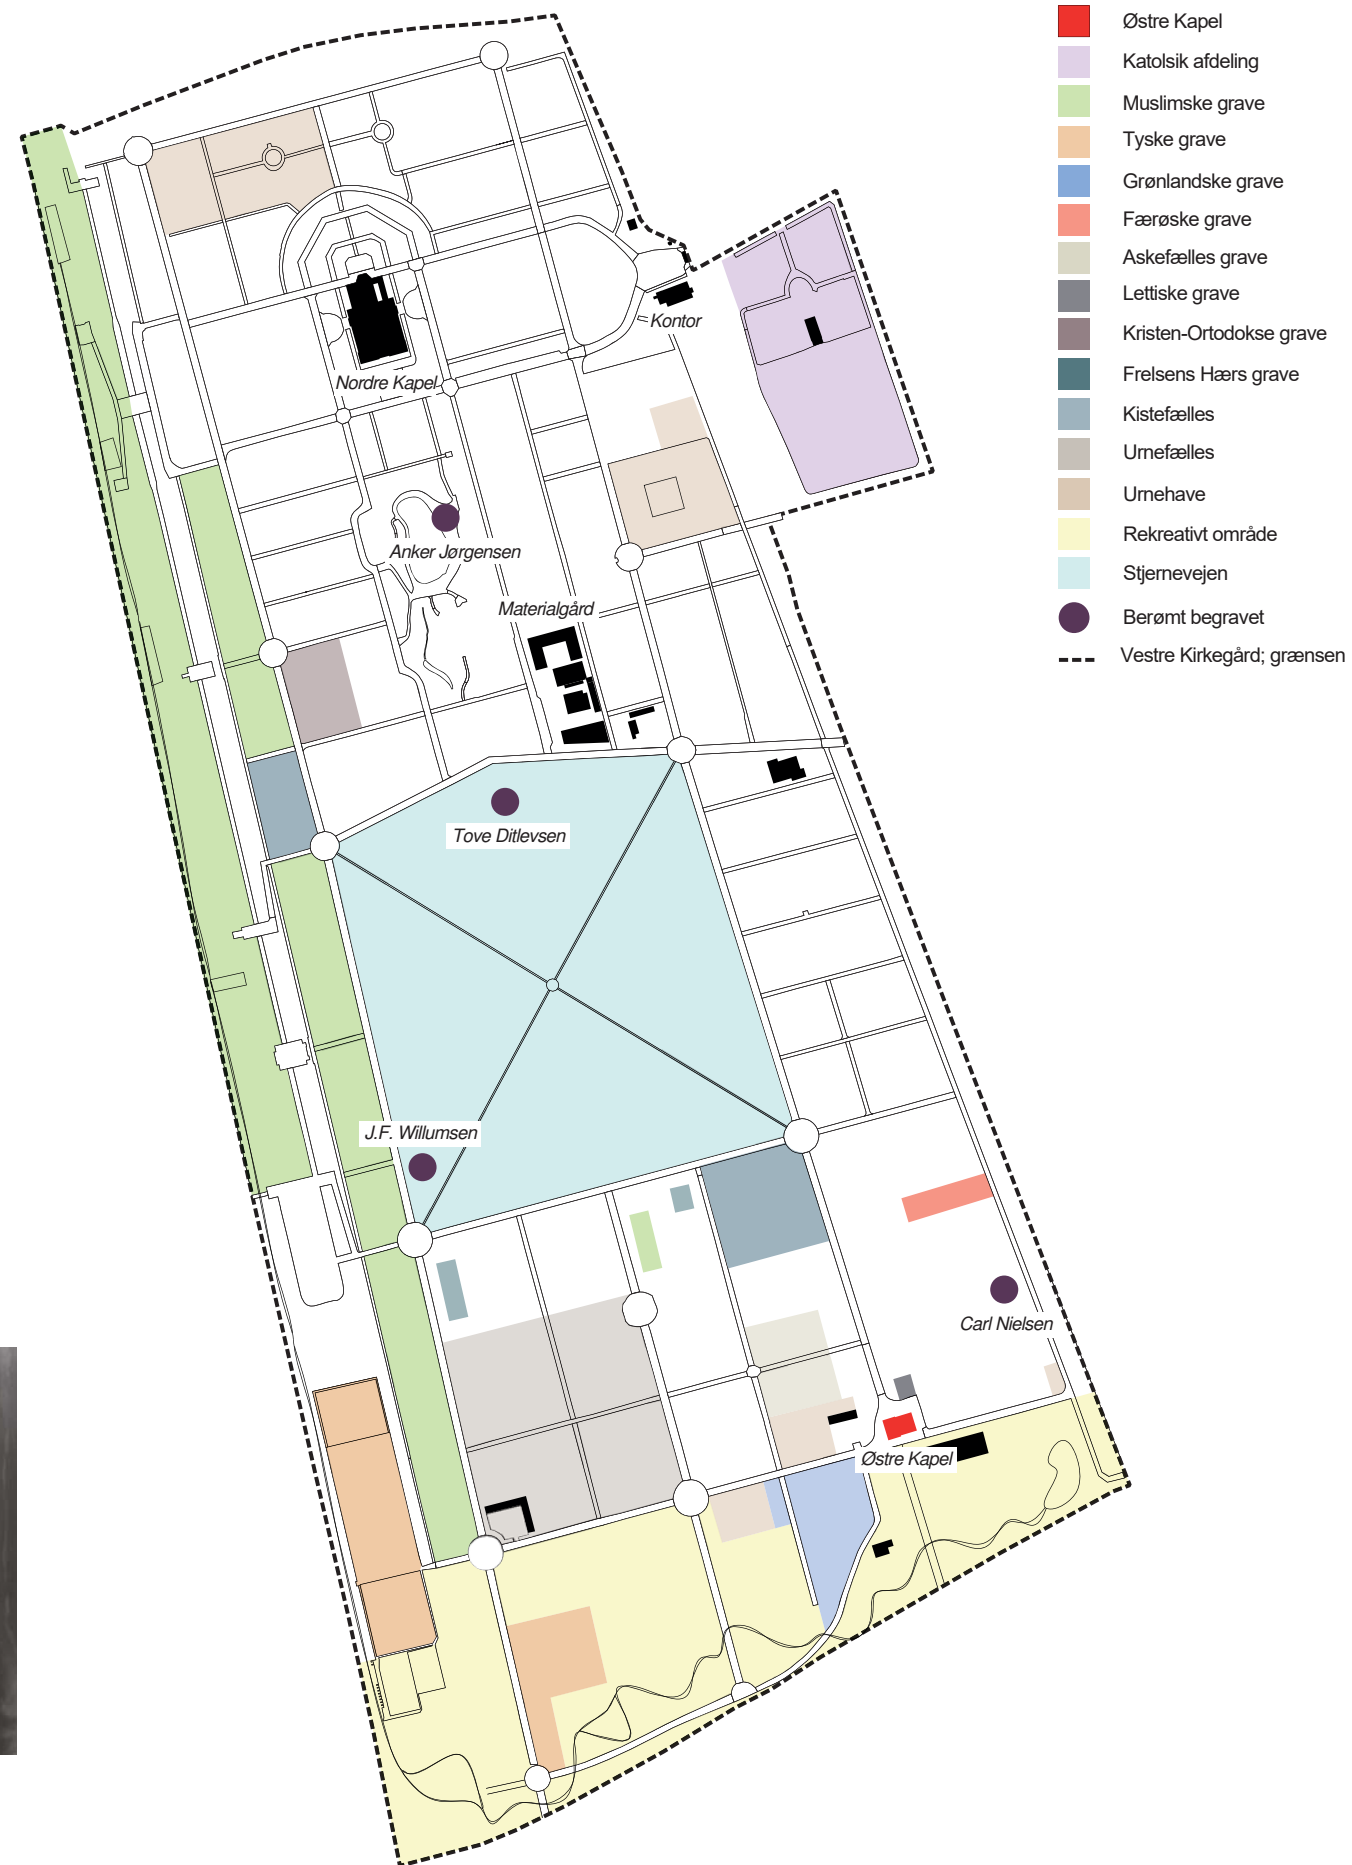 Østre Kapel
Katolsik afdeling
Muslimske grave
Tyske grave
Grønlandske grave
Færøske grave
Askefælles grave
Lettiske grave
Kristen-Ortodokse grave
Frelsens Hærs grave
Kistefælles
Urnefælles
Urnehave
Rekreativt område
Stjernevejen
Berømt begravet
Vestre Kirkegård; grænsen
Kontor
Nordre Kapel
Anker Jørgensen
Materialgård
Tove Ditlevsen
J.F. Willumsen
Carl Nielsen
Østre Kapel